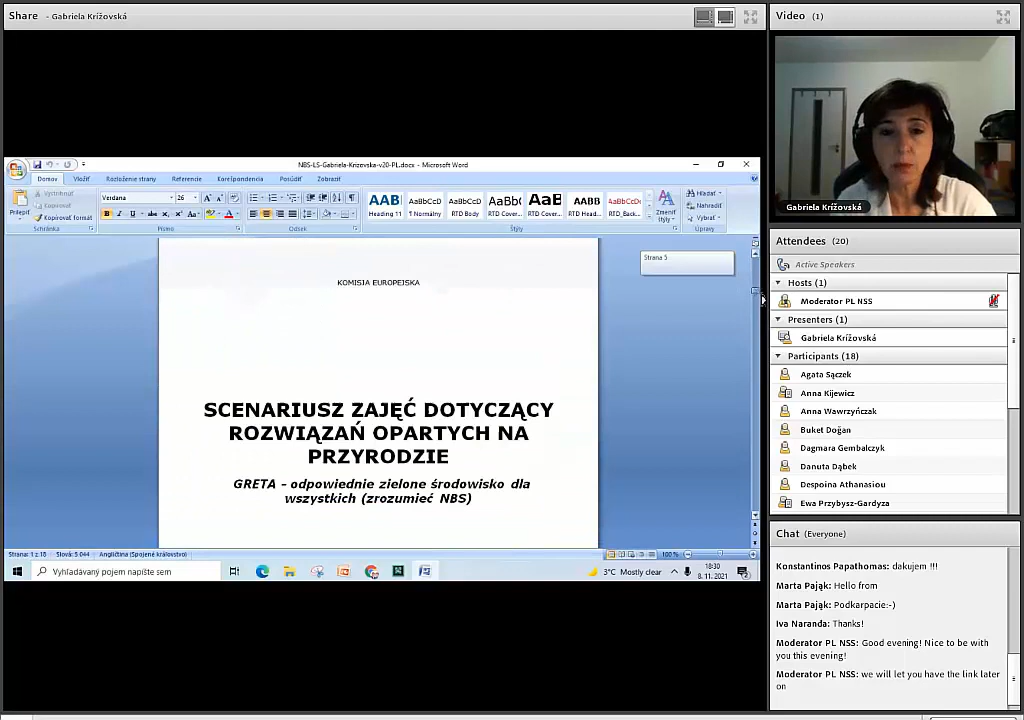 Share - Gabriela Krížovská
NBS-LS-Gabriela-Krizovska-v20-PL.docx - Microsoft Word
Domov Vložiť Rozloženie strany Referencie Korešpondencia Posúdiť Zobraziť
Prilepiť
Vystrihnúť
Kopírovať
Kopírovať formát
Schránka
Verdana 26
Písmo
Odsek
AABI AaBbCcD AaBbCcD AaBb( AaB AABB AaBbCcDc
Heading 11 ¶ Normálny RTD Body RTD Cover... RTD Cover... RTD Head... RTD_Back...
Štýly
Zmeniť štýly
Hľadať
Nahradiť
Vybrať
Úpravy
Strana 5
KOMISJA EUROPEJSKA
SCENARIUSZ ZAJĘĆ DOTYCZĄCY
ROZWIĄZAŃ OPARTYCH NA
PRZYRODZIE
GRETA – odpowiednie zielone środowisko dla
wszystkich (zrozumieć NBS)
Strana: 1 z 18 Slová: 5 044 Angličtina (Spojené kráľovstvo) 100 %
Vyhľadávaný pojem napíšte sem
3°C Mostly clear
18:30
8. 11. 2021
Video (1)
Gabriela Krížovská
Attendees (20)
Active Speakers
Hosts (1)
Moderator PL NSS
Presenters (1)
Gabriela Krížovská
Participants (18)
Agata Sączek
Anna Kijewicz
Anna Wawrzyńczak
Buket Doğan
Dagmara Gembalczyk
Danuta Dąbek
Despoina Athanasiou
Ewa Przybysz-Gardyza
Chat (Everyone)
Konstantinos Papathomas: dakujem !!!
Marta Pająk: Hello from
Marta Pająk: Podkarpacie:-)
Iva Naranda: Thanks!
Moderator PL NSS: Good evening! Nice to be with
you this evening!
Moderator PL NSS: we will let you have the link later
on